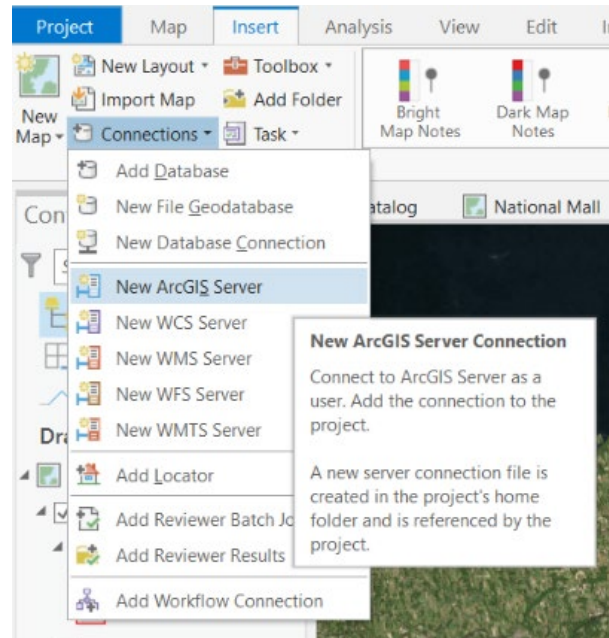 Project Map Insert Analysis View Edit
New Layout Toolbox
Import Map Add Folder
New Map
Connections Task
Bright Map Notes
Dark Map Notes
Add Database
New File Geodatabase
New Database Connection
New ArcGIS Server
New WCS Server
New WMS Server
New WFS Server
New WMTS Server
Add Locator
Add Reviewer Batch Jo
Add Reviewer Results
Add Workflow Connection
Con
atalog National Mall
S
Dra
New ArcGIS Server Connection
Connect to ArcGIS Server as a
user. Add the connection to the
project.
A new server connection file is
created in the project's home
folder and is referenced by the
project.